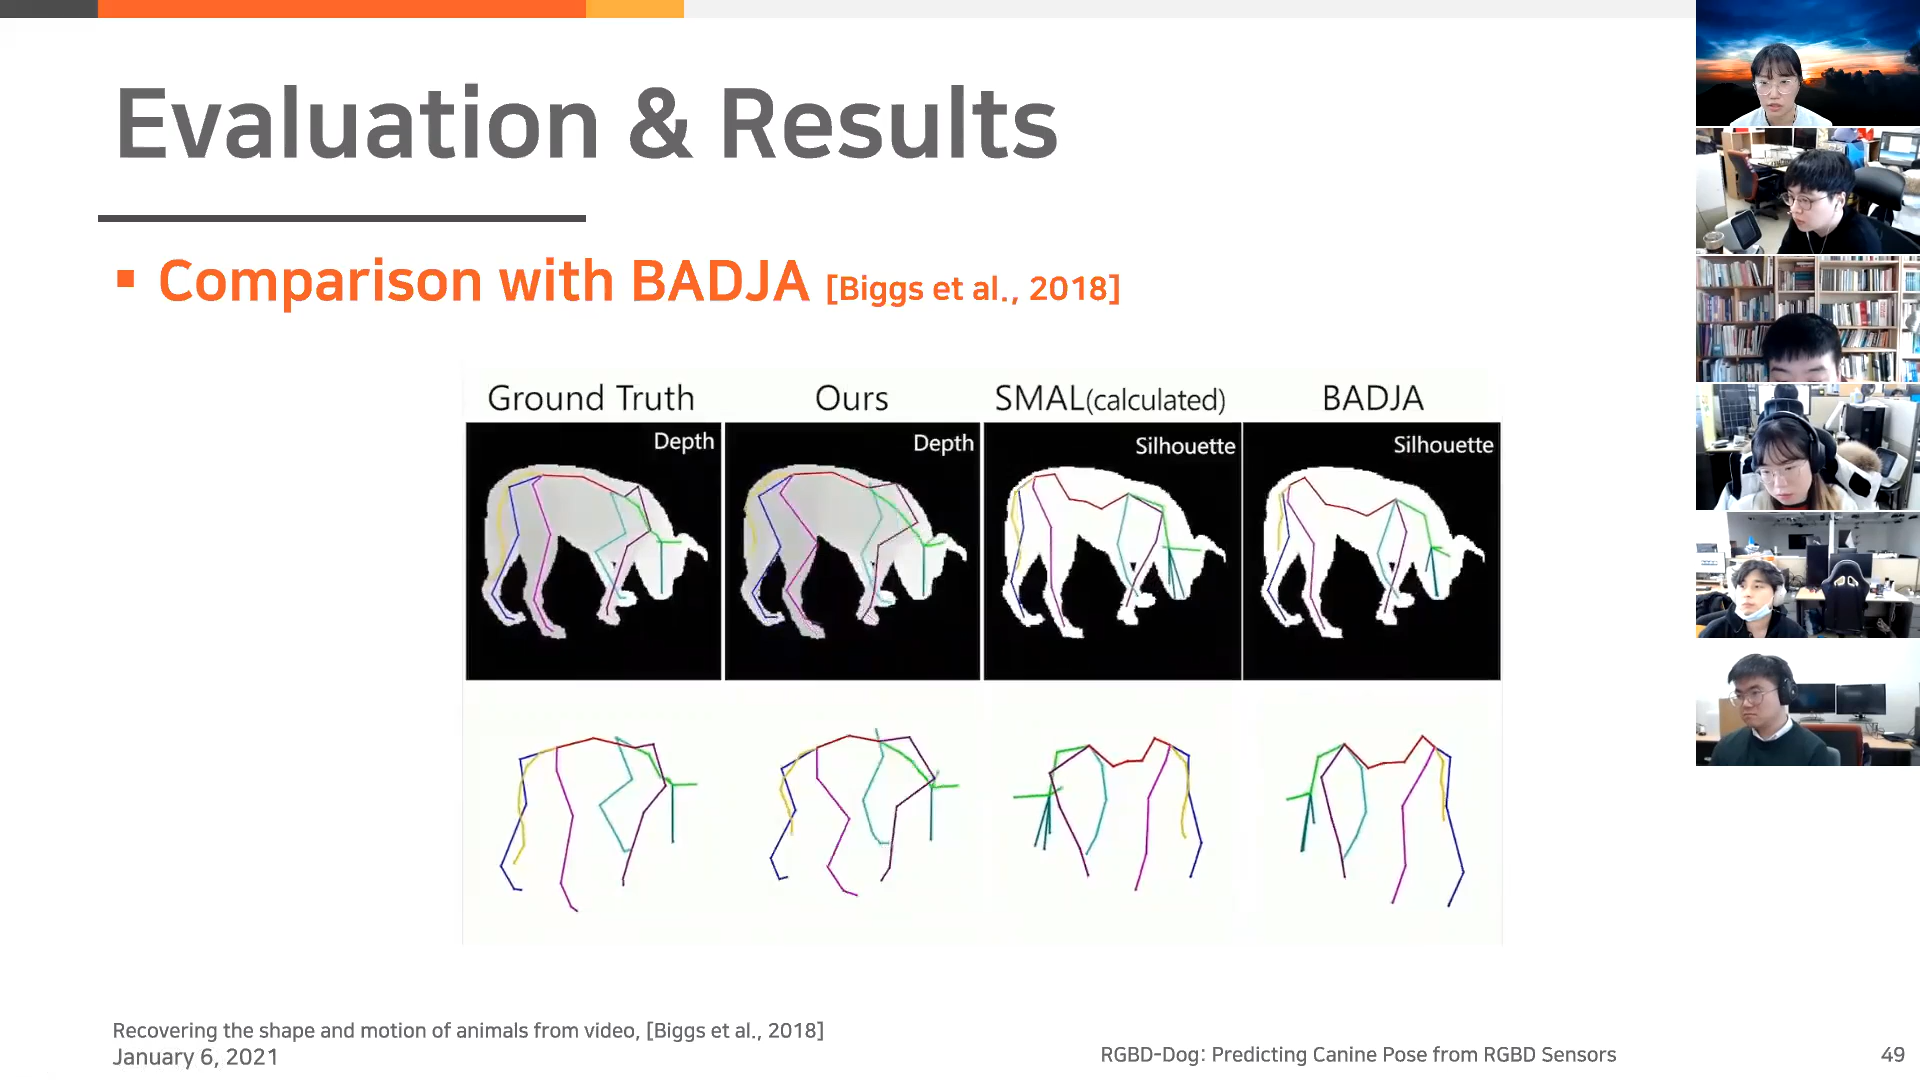 Evaluation & Results
Comparison with BADJA [Biggs et al., 2018]
Ground Truth
Ours
SMAL(calculated)
BADJA
Depth
Depth
Silhouette
Silhouette
Recovering the shape and motion of animals from video, [Biggs et al., 2018]
January 6, 2021
RGBD-Dog: Predicting Canine Pose from RGBD Sensors
49